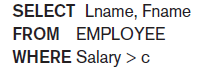 SELECT Lname, Fname
FROM EMPLOYEE
WHERE Salary > c